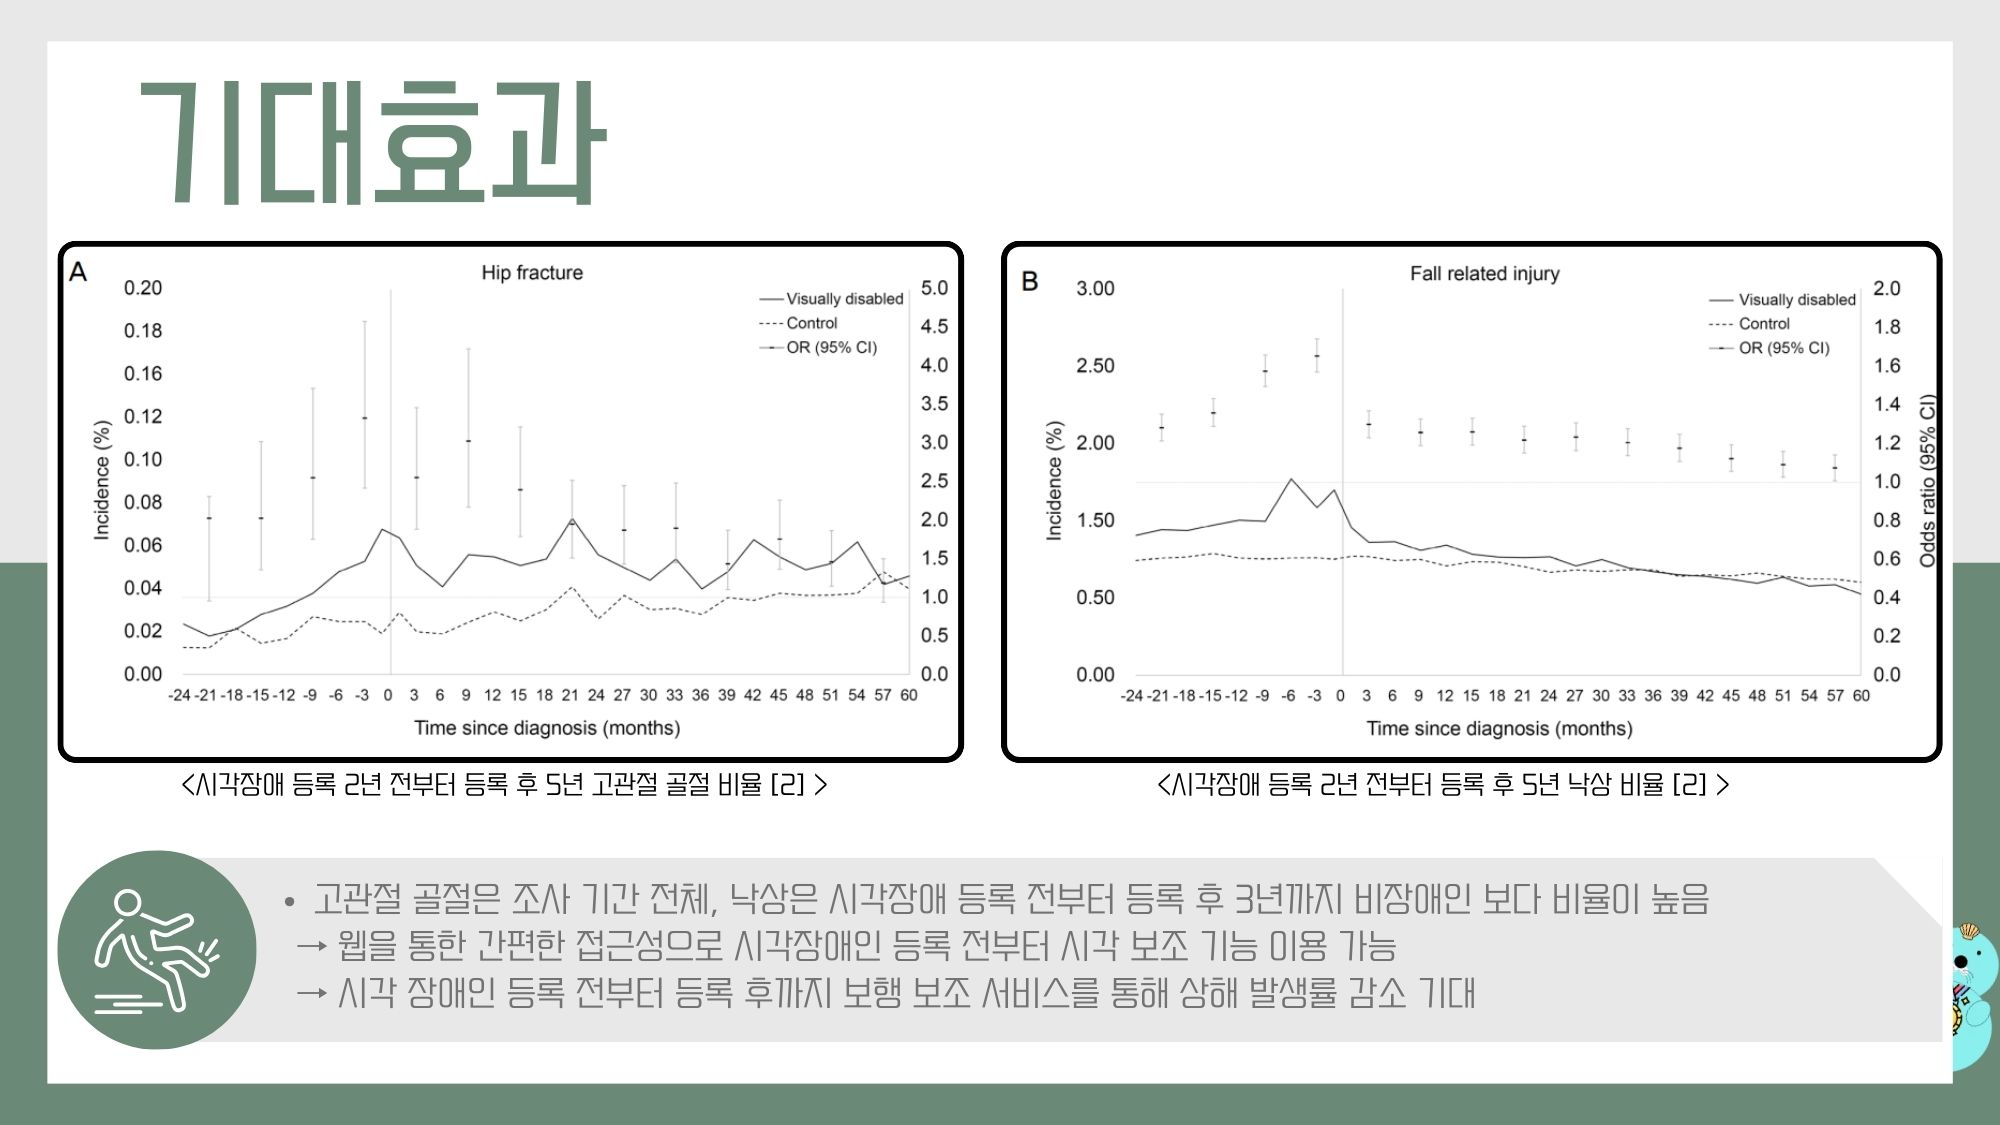 기대효과
A
Hip fracture
0.20
0.18
0.16
0.12
0.10
0.08
0.06
0.04
0.02
0.00
Incidence (%)
Visually disabled
Control
OR (95% CI)
5.0
4.5
4.0
3.5
3.0
2.5
2.0
1.5
1.0
0.5
0.0
-24 -21 -18 -15 -12 -9 -6 -3 0 3 6 9 12 15 18 21 24 27 30 33 36 39 42 45 48 51 54 57 60
Time since diagnosis (months)
<시각장애 등록 2년 전부터 등록 후 5년 고관절 골절 비율 [2] >
B
Fall related injury
3.00
2.50
2.00
1.50
0.50
0.00
Incidence (%)
Visually disabled
Control
OR (95% CI)
2.0
1.8
1.6
1.4
1.2
1.0
0.8
0.6
0.4
0.2
0.0
Odds ratio (95% CI)
-24 -21 -18 -15 -12 -9 -6 -3 0 3 6 9 12 15 18 21 24 27 30 33 36 39 42 45 48 51 54 57 60
Time since diagnosis (months)
<시각장애 등록 2년 전부터 등록 후 5년 낙상 비율 [2] >
• 고관절 골절은 조사 기간 전체, 낙상은 시각장애 등록 전부터 등록 후 3년까지 비장애인 보다 비율이 높음
→ 웹을 통한 간편한 접근성으로 시각장애인 등록 전부터 시각 보조 기능 이용 가능
→ 시각 장애인 등록 전부터 등록 후까지 보행 보조 서비스를 통해 상해 발생률 감소 기대